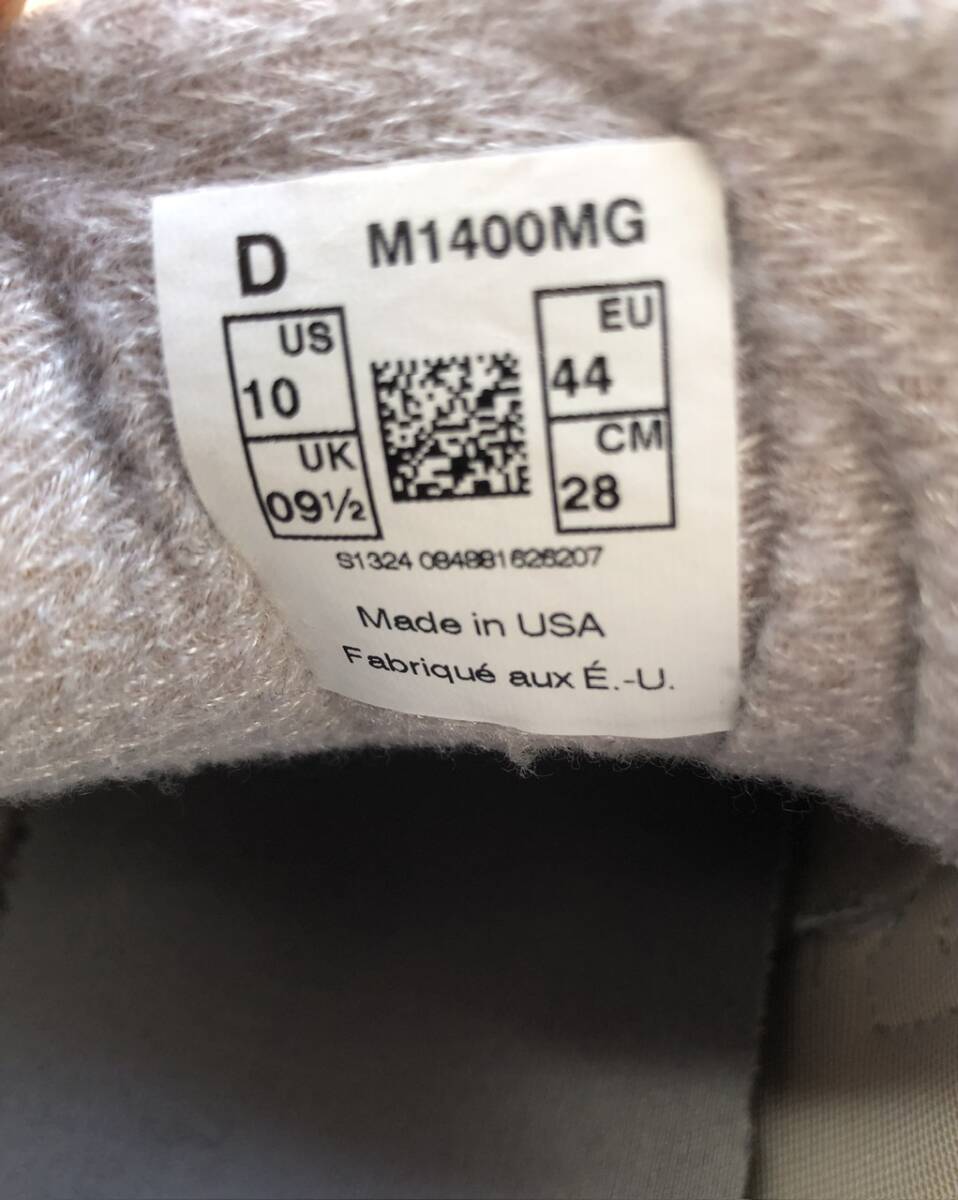 D M1400MG
US
10
UK
09½
EU
44
CM
28
S1324 084881626207
Made in USA
Fabriqué aux É.-U.